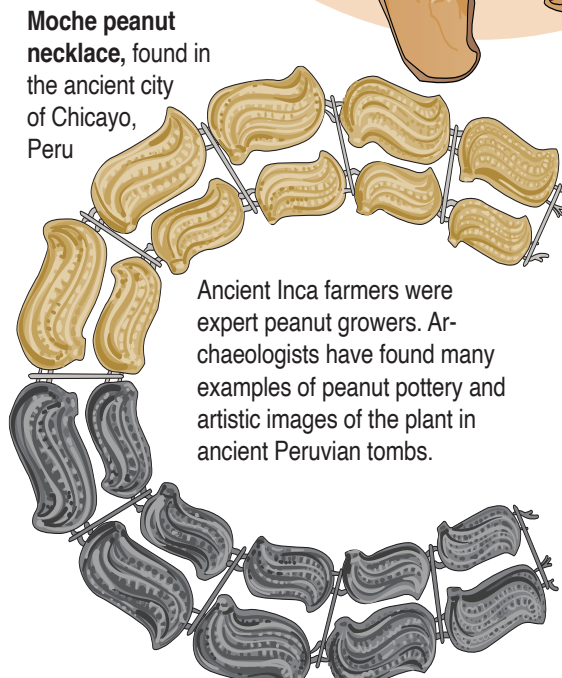 Moche peanut
necklace, found in
the ancient city
of Chicayo,
Peru
Ancient Inca farmers were
expert peanut growers. Ar-
chaeologists have found many
examples of peanut pottery and
artistic images of the plant in
ancient Peruvian tombs.